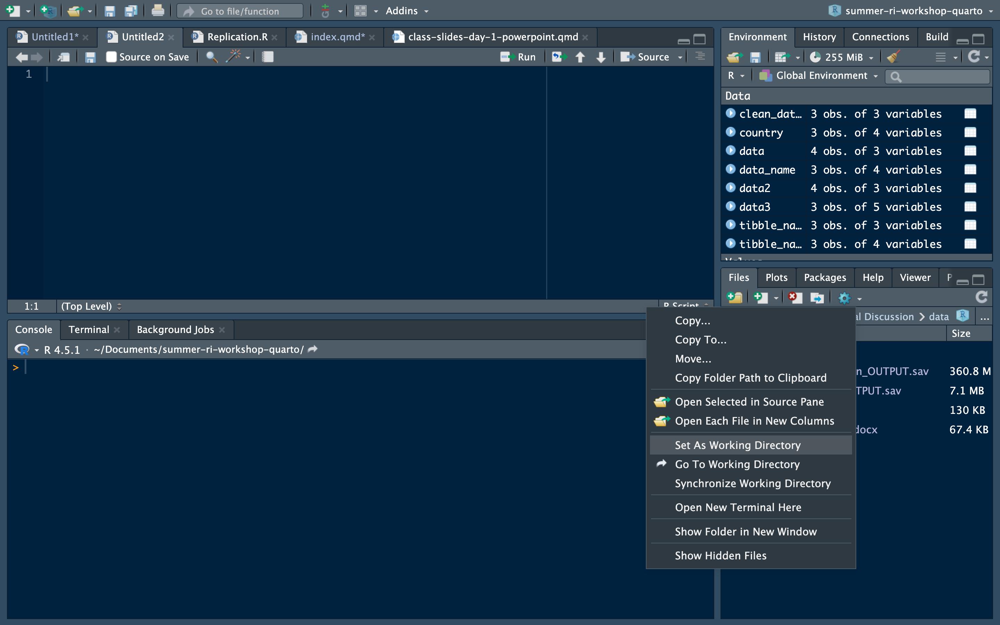 Go to file/function
Addins
summer-ri-workshop-quarto
Untitled1*
Untitled2
Replication.R
index.qmd*
class-slides-day-1-powerpoint.qmd
Source on Save
Run
Source
1
1:1
(Top Level)
R Script
Console
Terminal
Background Jobs
R 4.5.1 · ~/Documents/summer-ri-workshop-quarto/
>
Environment
History
Connections
Build
255 MiB
R
Global Environment
Data
clean_dat… 3 obs. of 3 variables
country 3 obs. of 4 variables
data 4 obs. of 3 variables
data_name 3 obs. of 4 variables
data2 4 obs. of 3 variables
data3 3 obs. of 5 variables
tibble_na… 3 obs. of 3 variables
tibble_na… 3 obs. of 4 variables
Values
Files
Plots
Packages
Help
Viewer
P
al Discussion > data
...
Size
n_OUTPUT.sav 360.8 M
TPUT.sav 7.1 MB
130 KB
docx 67.4 KB
Copy...
Copy To...
Move...
Copy Folder Path to Clipboard
Open Selected in Source Pane
Open Each File in New Columns
Set As Working Directory
Go To Working Directory
Synchronize Working Directory
Open New Terminal Here
Show Folder in New Window
Show Hidden Files